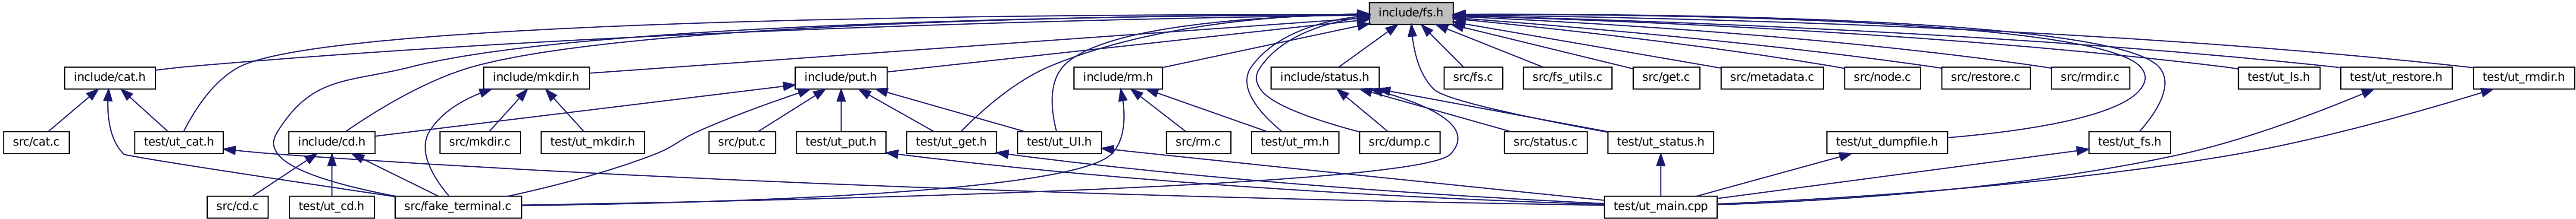 include/fs.h
include/cat.h
include/mkdir.h
include/put.h
include/rm.h
include/status.h
src/fs.c
src/fs_utils.c
src/get.c
src/metadata.c
src/node.c
src/restore.c
src/rmdir.c
test/ut_ls.h
test/ut_restore.h
test/ut_rmdir.h
src/cat.c
test/ut_cat.h
include/cd.h
src/mkdir.c
test/ut_mkdir.h
src/put.c
test/ut_put.h
test/ut_get.h
test/ut_UI.h
src/rm.c
test/ut_rm.h
src/dump.c
src/status.c
test/ut_status.h
test/ut_dumpfile.h
test/ut_fs.h
src/cd.c
test/ut_cd.h
src/fake_terminal.c
test/ut_main.cpp